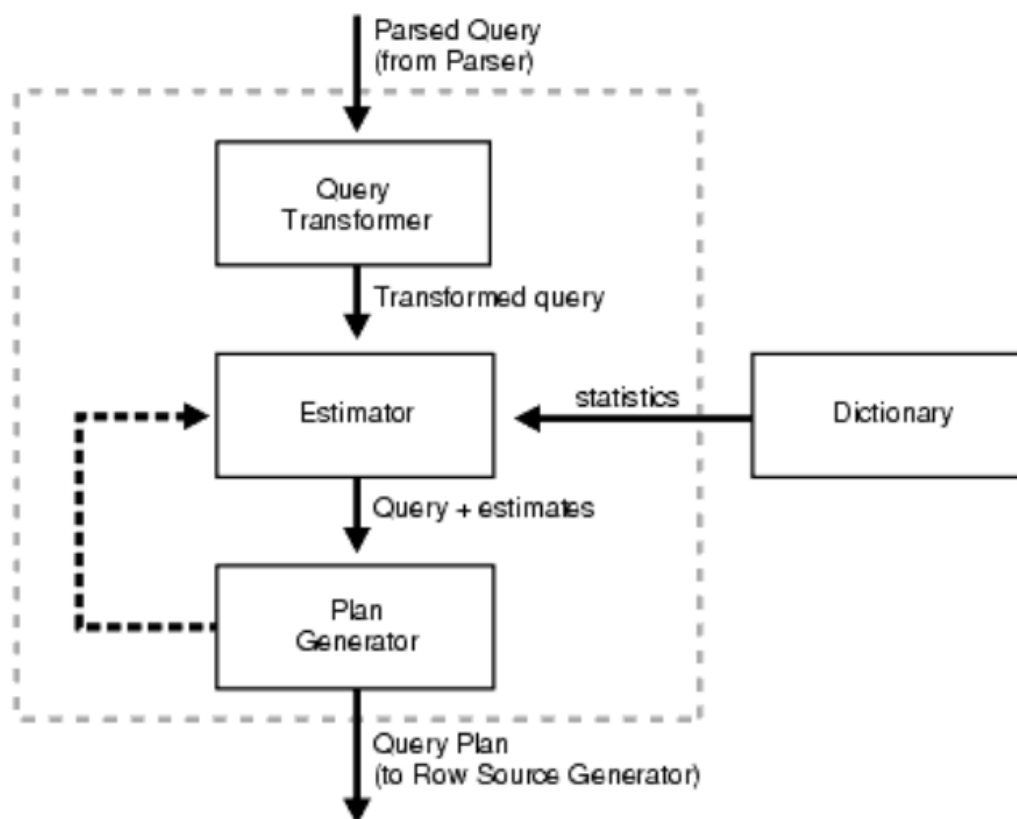 Parsed Query
(from Parser)
Query
Transformer
Transformed query
Estimator
statistics
Dictionary
Query + estimates
Plan
Generator
Query Plan
(to Row Source Generator)